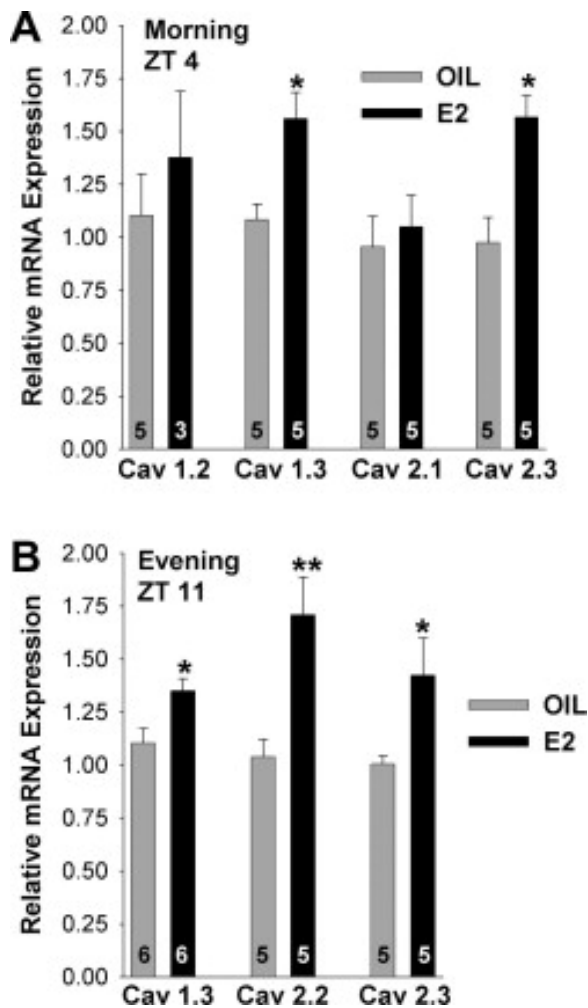 A
Morning
ZT 4
OIL
E2
Relative mRNA Expression
2.00
1.75
1.50
1.25
1.00
0.75
0.50
0.25
0.00
* *
5 3 5 5 5 5 5 5
Cav 1.2 Cav 1.3 Cav 2.1 Cav 2.3
B
Evening
ZT 11
OIL
E2
Relative mRNA Expression
2.00
1.75
1.50
1.25
1.00
0.75
0.50
0.25
0.00
* ** *
6 6 5 5 5 5
Cav 1.3 Cav 2.2 Cav 2.3